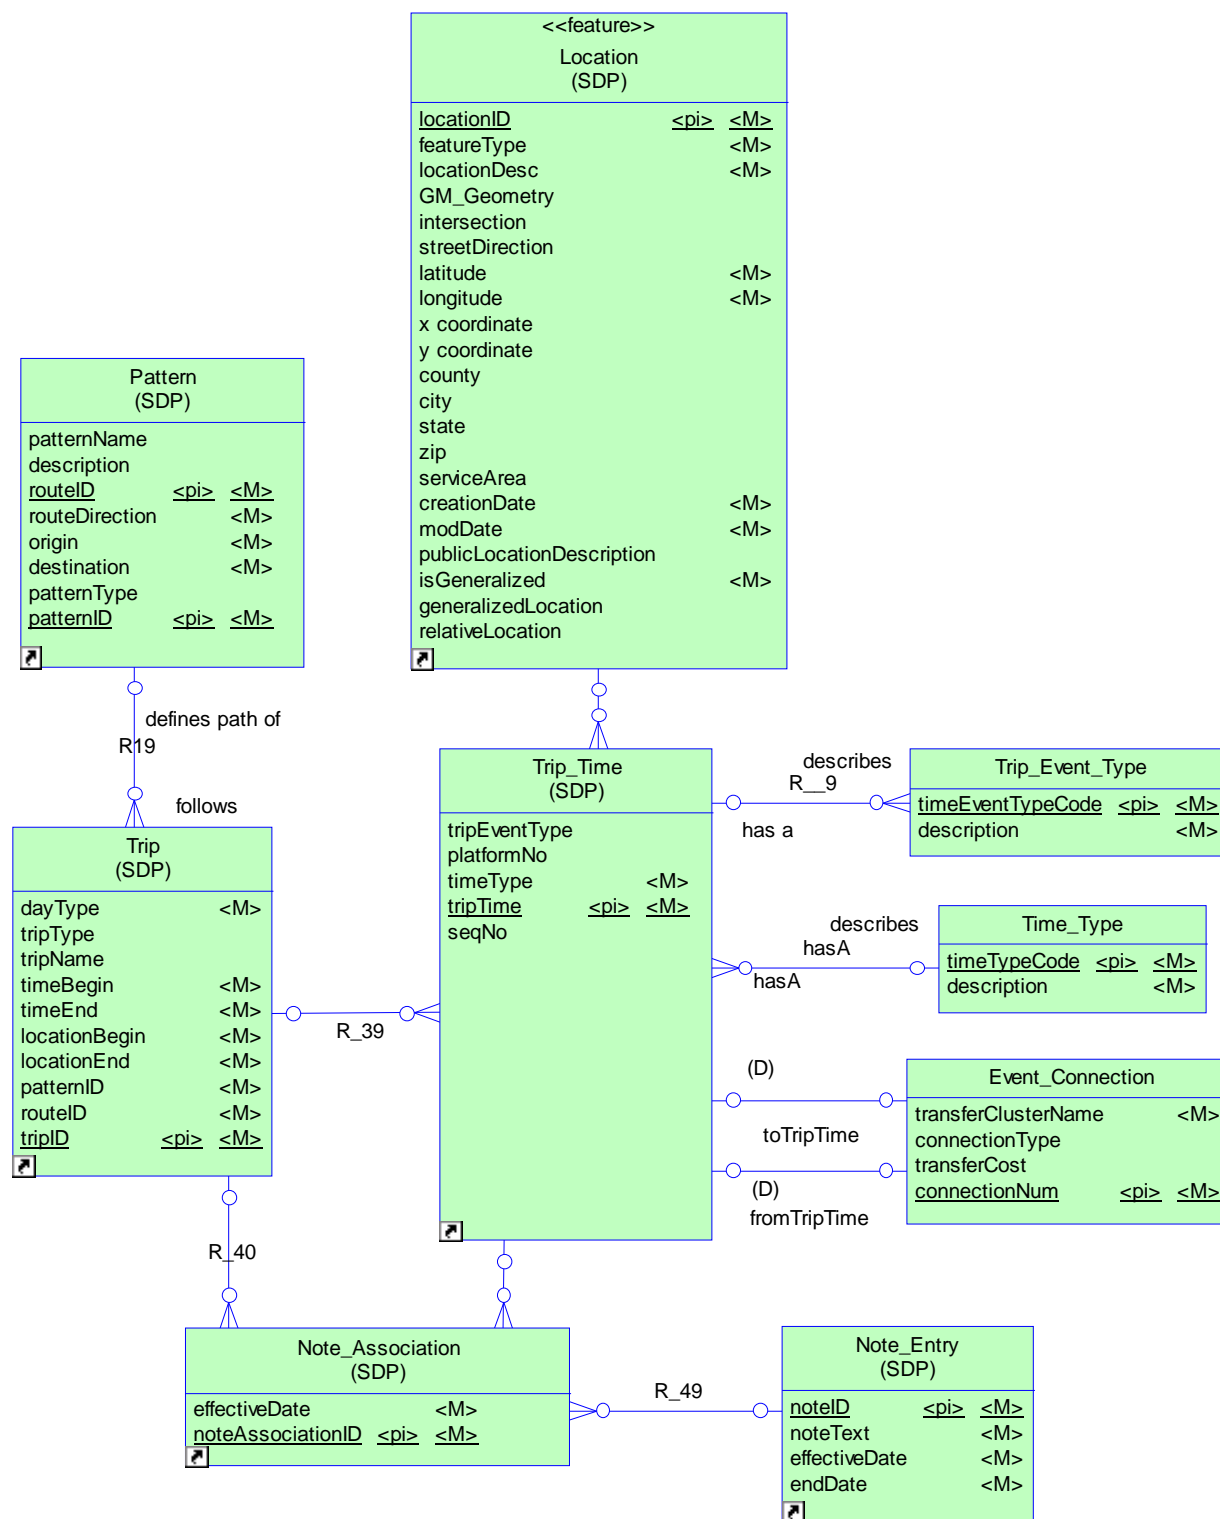 <<feature>>
Location
(SDP)
locationID <pi> <M>
featureType <M>
locationDesc <M>
GM_Geometry
intersection
streetDirection
latitude <M>
longitude <M>
x coordinate
y coordinate
county
city
state
zip
serviceArea
creationDate <M>
modDate <M>
publicLocationDescription
isGeneralized <M>
generalizedLocation
relativeLocation
Pattern
(SDP)
patternName
description
routeID <pi> <M>
routeDirection <M>
origin <M>
destination <M>
patternType
patternID <pi> <M>
defines path of
R19
follows
Trip
(SDP)
dayType <M>
tripType
tripName
timeBegin <M>
timeEnd <M>
locationBegin <M>
locationEnd <M>
patternID <M>
routeID <M>
tripID <pi> <M>
R_39
R_40
Trip_Time
(SDP)
tripEventType
platformNo
timeType <M>
tripTime <pi> <M>
seqNo
describes
R__9
has a
Trip_Event_Type
timeEventTypeCode <pi> <M>
description <M>
describes
hasA
hasA
Time_Type
timeTypeCode <pi> <M>
description <M>
(D)
toTripTime
(D)
fromTripTime
Event_Connection
transferClusterName <M>
connectionType
transferCost
connectionNum <pi> <M>
Note_Association
(SDP)
effectiveDate <M>
noteAssociationID <pi> <M>
R_49
Note_Entry
(SDP)
noteID <pi> <M>
noteText <M>
effectiveDate <M>
endDate <M>